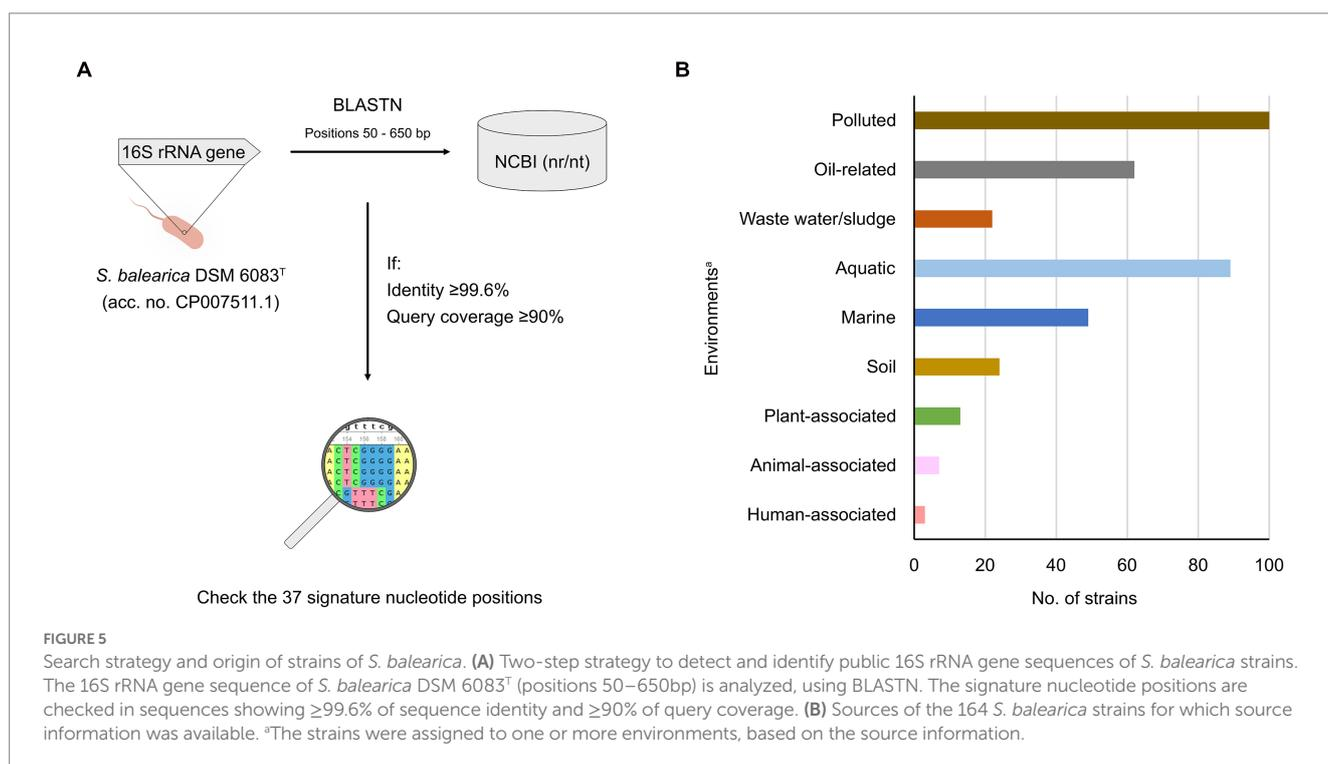 A
BLASTN
Positions 50 - 650 bp
16S rRNA gene
NCBI (nr/nt)
S. balearica DSM 6083ᵀ
(acc. no. CP007511.1)
If:
Identity ≥99.6%
Query coverage ≥90%
g t t t c g
154 156 158 160
A C T C G G G G A A
A C T C G G G G A A
A C T C G G G G A A
A C T C G G G G A A
C G T T T C G A
G T T T C G
Check the 37 signature nucleotide positions
B
Environmentsᵃ
Polluted
Oil-related
Waste water/sludge
Aquatic
Marine
Soil
Plant-associated
Animal-associated
Human-associated
0 20 40 60 80 100
No. of strains
FIGURE 5
Search strategy and origin of strains of S. balearica. (A) Two-step strategy to detect and identify public 16S rRNA gene sequences of S. balearica strains.
The 16S rRNA gene sequence of S. balearica DSM 6083ᵀ (positions 50–650bp) is analyzed, using BLASTN. The signature nucleotide positions are
checked in sequences showing ≥99.6% of sequence identity and ≥90% of query coverage. (B) Sources of the 164 S. balearica strains for which source
information was available. ᵃThe strains were assigned to one or more environments, based on the source information.